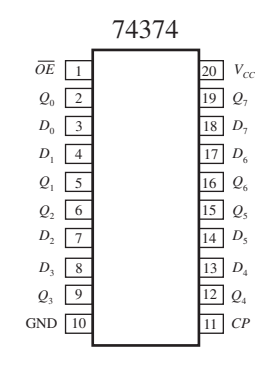 74374
O̅E̅ 1 20 V_CC
Q₀ 2 19 Q₇
D₀ 3 18 D₇
D₁ 4 17 D₆
Q₁ 5 16 Q₆
Q₂ 6 15 Q₅
D₂ 7 14 D₅
D₃ 8 13 D₄
Q₃ 9 12 Q₄
GND 10 11 CP